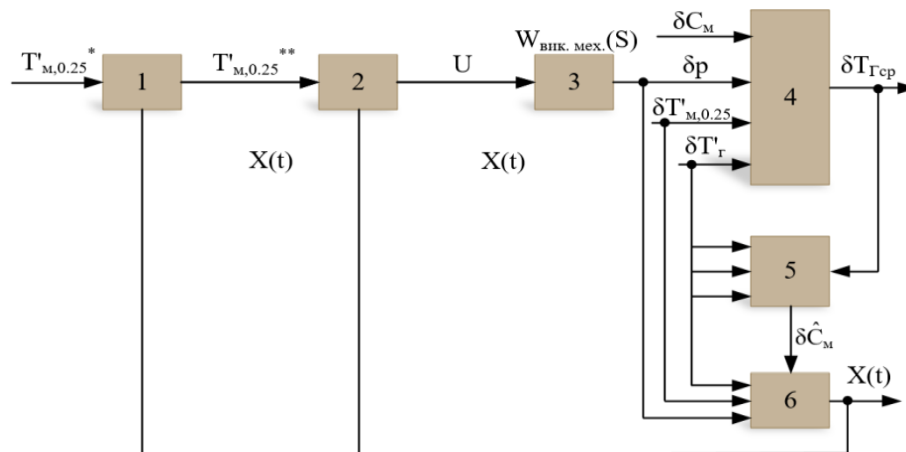 T'м,0.25*
1
T'м,0.25**
2
U
Wвик. мех.(S)
3
δCм
δp
δT'м,0.25
δT'г
4
δTГср
X(t)
X(t)
5
δĈм
6
X(t)